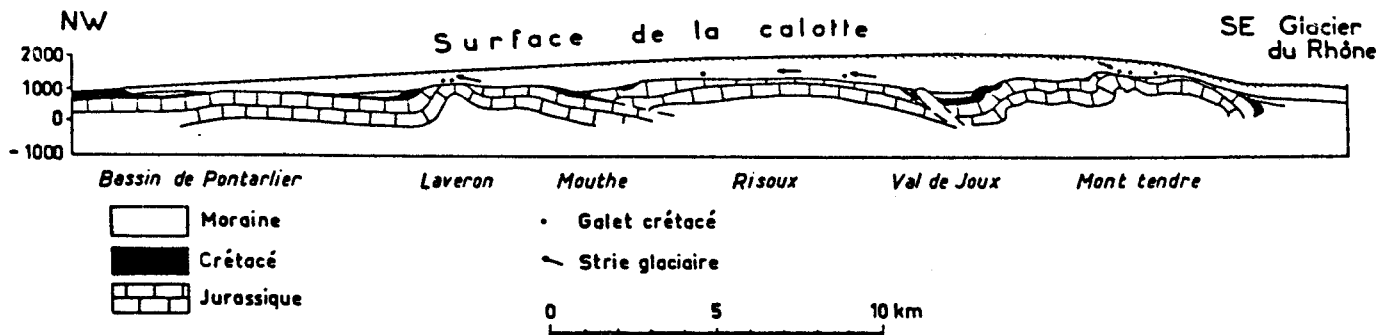 NW
SE Glacier
du Rhône
Surface de la calotte
2000
1000
0
-1000
Bassin de Pontarlier Laveron Mouthe Risoux Val de Joux Mont tendre
Moraine
Crétacé
Jurassique
Galet crétacé
Strie glaciaire
0 5 10 km